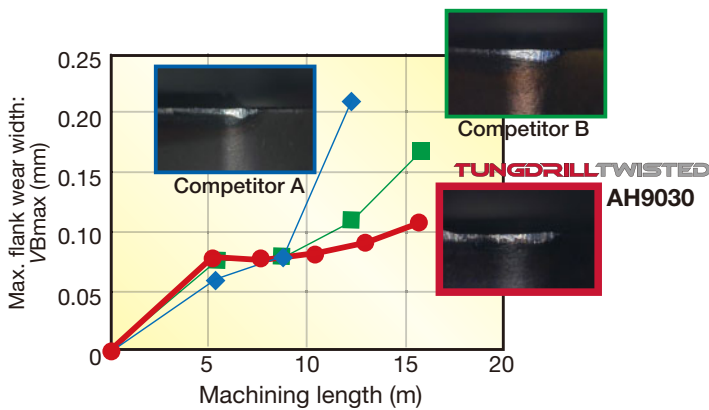 Max. flank wear width:
VBmax (mm)
0.25
0.20
0.15
0.10
0.05
0
5
10
15
20
Machining length (m)
Competitor A
Competitor B
TUNGDRILLTWISTED
AH9030